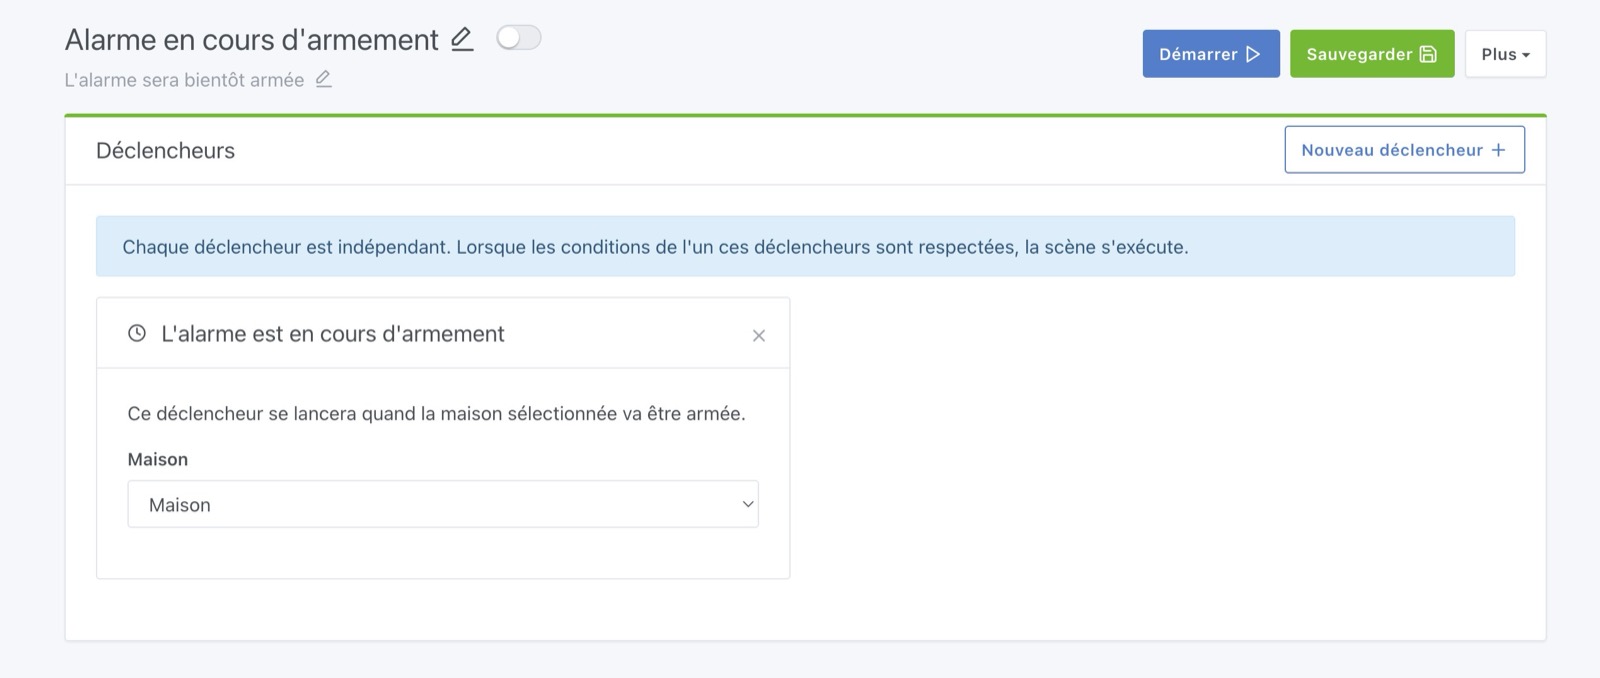 Alarme en cours d'armement
L'alarme sera bientôt armée
Démarrer
Sauvegarder
Plus
Déclencheurs
Nouveau déclencheur +
Chaque déclencheur est indépendant. Lorsque les conditions de l'un ces déclencheurs sont respectées, la scène s'exécute.
L'alarme est en cours d'armement
Ce déclencheur se lancera quand la maison sélectionnée va être armée.
Maison
Maison